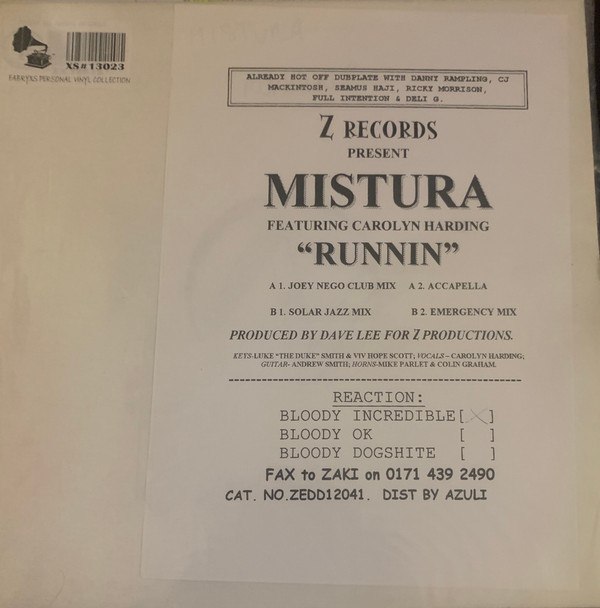 XS#13023
FABRYXS PERSONAL VINYL COLLECTION
ALREADY HOT OFF DUBPLATE WITH DANNY RAMPLING, CJ
MACKINTOSH, SEAMUS HAJI, RICKY MORRISON,
FULL INTENTION & DELI G.
Z RECORDS
PRESENT
MISTURA
FEATURING CAROLYN HARDING
“RUNNIN”
A 1. JOEY NEGO CLUB MIX A 2. ACCAPELLA
B 1. SOLAR JAZZ MIX B 2. EMERGENCY MIX
PRODUCED BY DAVE LEE FOR Z PRODUCTIONS.
KEYS-LUKE “THE DUKE” SMITH & VIV HOPE SCOTT; VOCALS – CAROLYN HARDING;
GUITAR- ANDREW SMITH; HORNS-MIKE PARLET & COLIN GRAHAM.
REACTION:
BLOODY INCREDIBLE[ X ]
BLOODY OK [ ]
BLOODY DOGSHITE [ ]
FAX to ZAKI on 0171 439 2490
CAT. NO.ZEDD12041. DIST BY AZULI